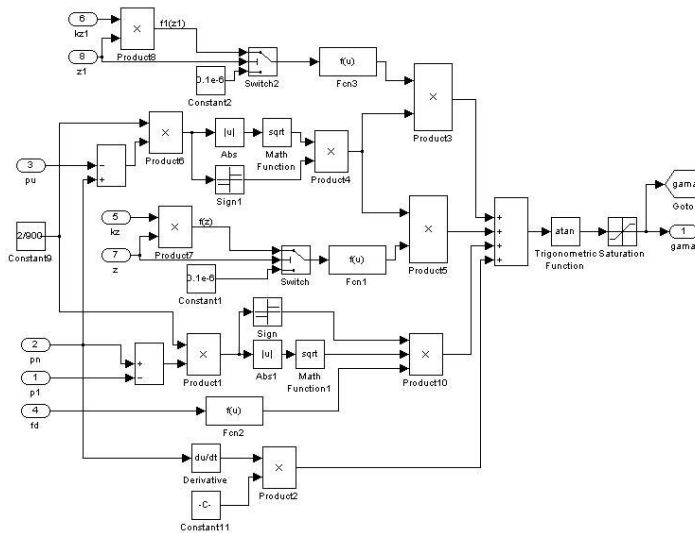 6
kz1
Product8
f1(z1)
8
z1
0.1e-6
Constant2
Switch2
f(u)
Fcn3
Product3
Product6
|u|
Abs
sqrt
Math
Function
Product4
Sign1
3
pu
2/900
Constant9
5
kz
Product7
f(z)
7
z
0.1e-6
Constant1
Switch
f(u)
Fcn1
Product5
atan
Trigonometric
Function
Saturation
gama
Goto
1
gama
2
pn
1
p1
Product1
Sign
|u|
Abs1
sqrt
Math
Function1
Product10
4
fd
f(u)
Fcn2
du/dt
Derivative
-C-
Constant11
Product2